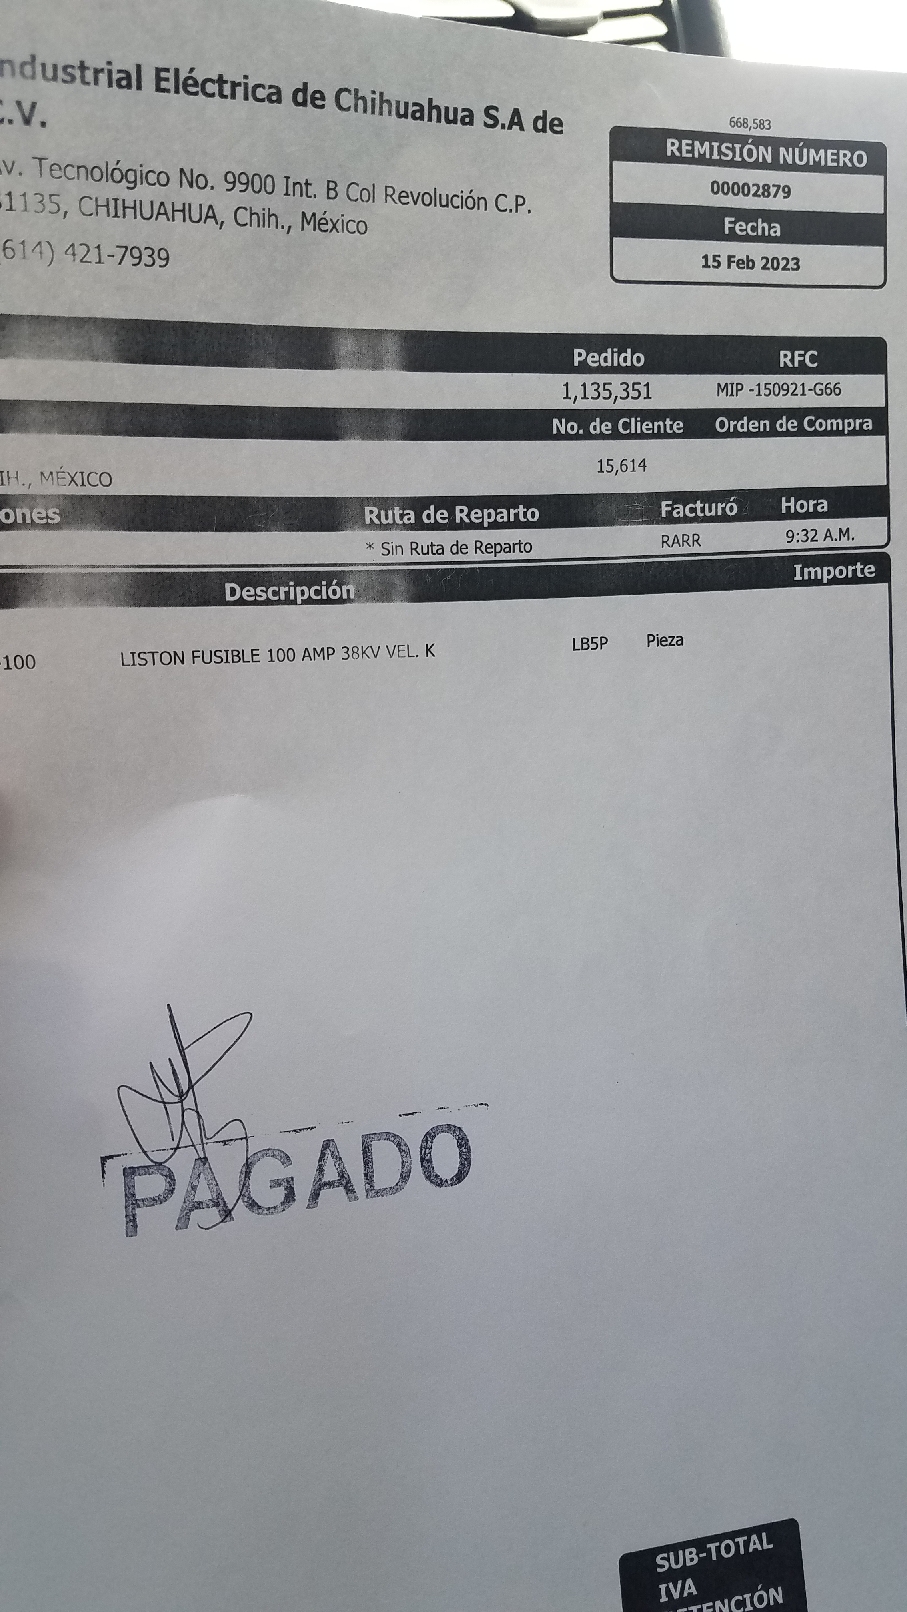 ndustrial Eléctrica de Chihuahua S.A de
C.V.
Av. Tecnológico No. 9900 Int. B Col Revolución C.P.
31135, CHIHUAHUA, Chih., México
(614) 421-7939
668,583
REMISIÓN NÚMERO
00002879
Fecha
15 Feb 2023
Pedido RFC
1,135,351 MIP -150921-G66
No. de Cliente Orden de Compra
IH., MÉXICO 15,614
ones Ruta de Reparto Facturó Hora
* Sin Ruta de Reparto RARR 9:32 A.M.
Descripción Importe
-100 LISTON FUSIBLE 100 AMP 38KV VEL. K LB5P Pieza
PAGADO
SUB-TOTAL
IVA
TENCIÓN